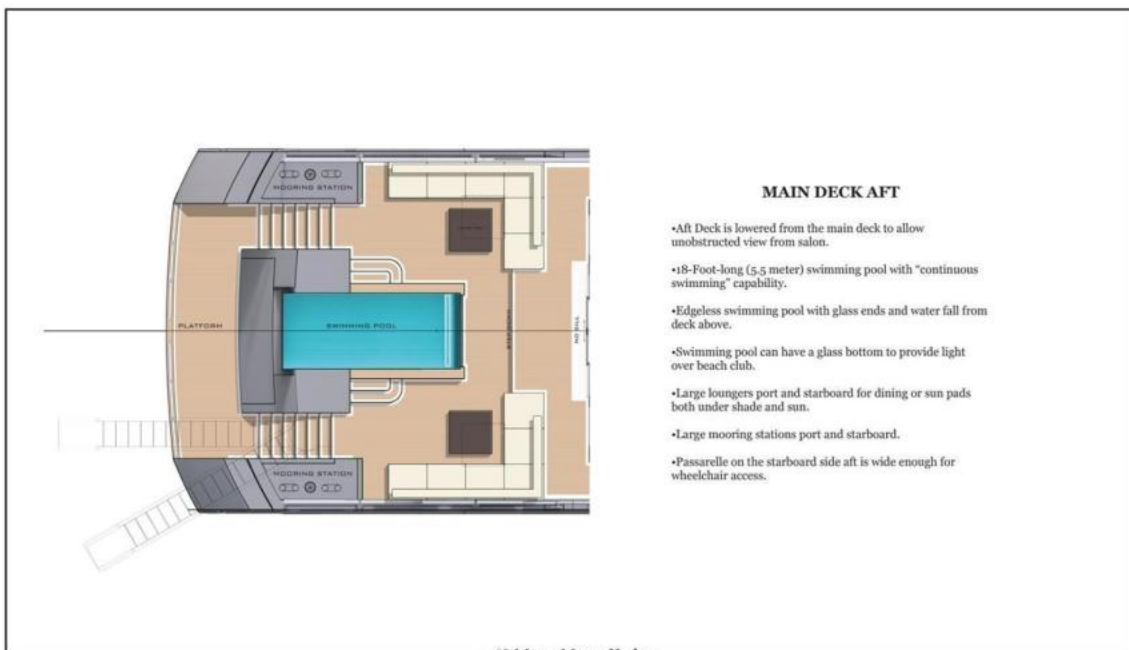 MOORING STATION
PLATFORM
SWIMMING POOL
NO SILL
MOORING STATION
MAIN DECK AFT
•Aft Deck is lowered from the main deck to allow
unobstructed view from salon.
•18-Foot-long (5.5 meter) swimming pool with “continuous
swimming” capability.
•Edgeless swimming pool with glass ends and water fall from
deck above.
•Swimming pool can have a glass bottom to provide light
over beach club.
•Large loungers port and starboard for dining or sun pads
both under shade and sun.
•Large mooring stations port and starboard.
•Passarelle on the starboard side aft is wide enough for
wheelchair access.